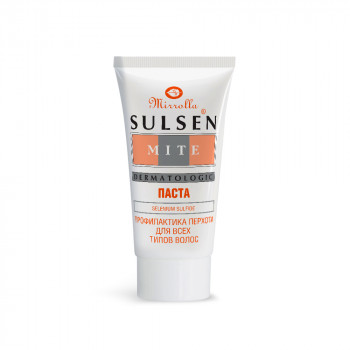 Mirrolla
SULSEN®
MITE
DERMATOLOGIC
ПАСТА
SELENIUM SULFIDE
ПРОФИЛАКТИКА ПЕРХОТИ
ДЛЯ ВСЕХ
ТИПОВ ВОЛОС